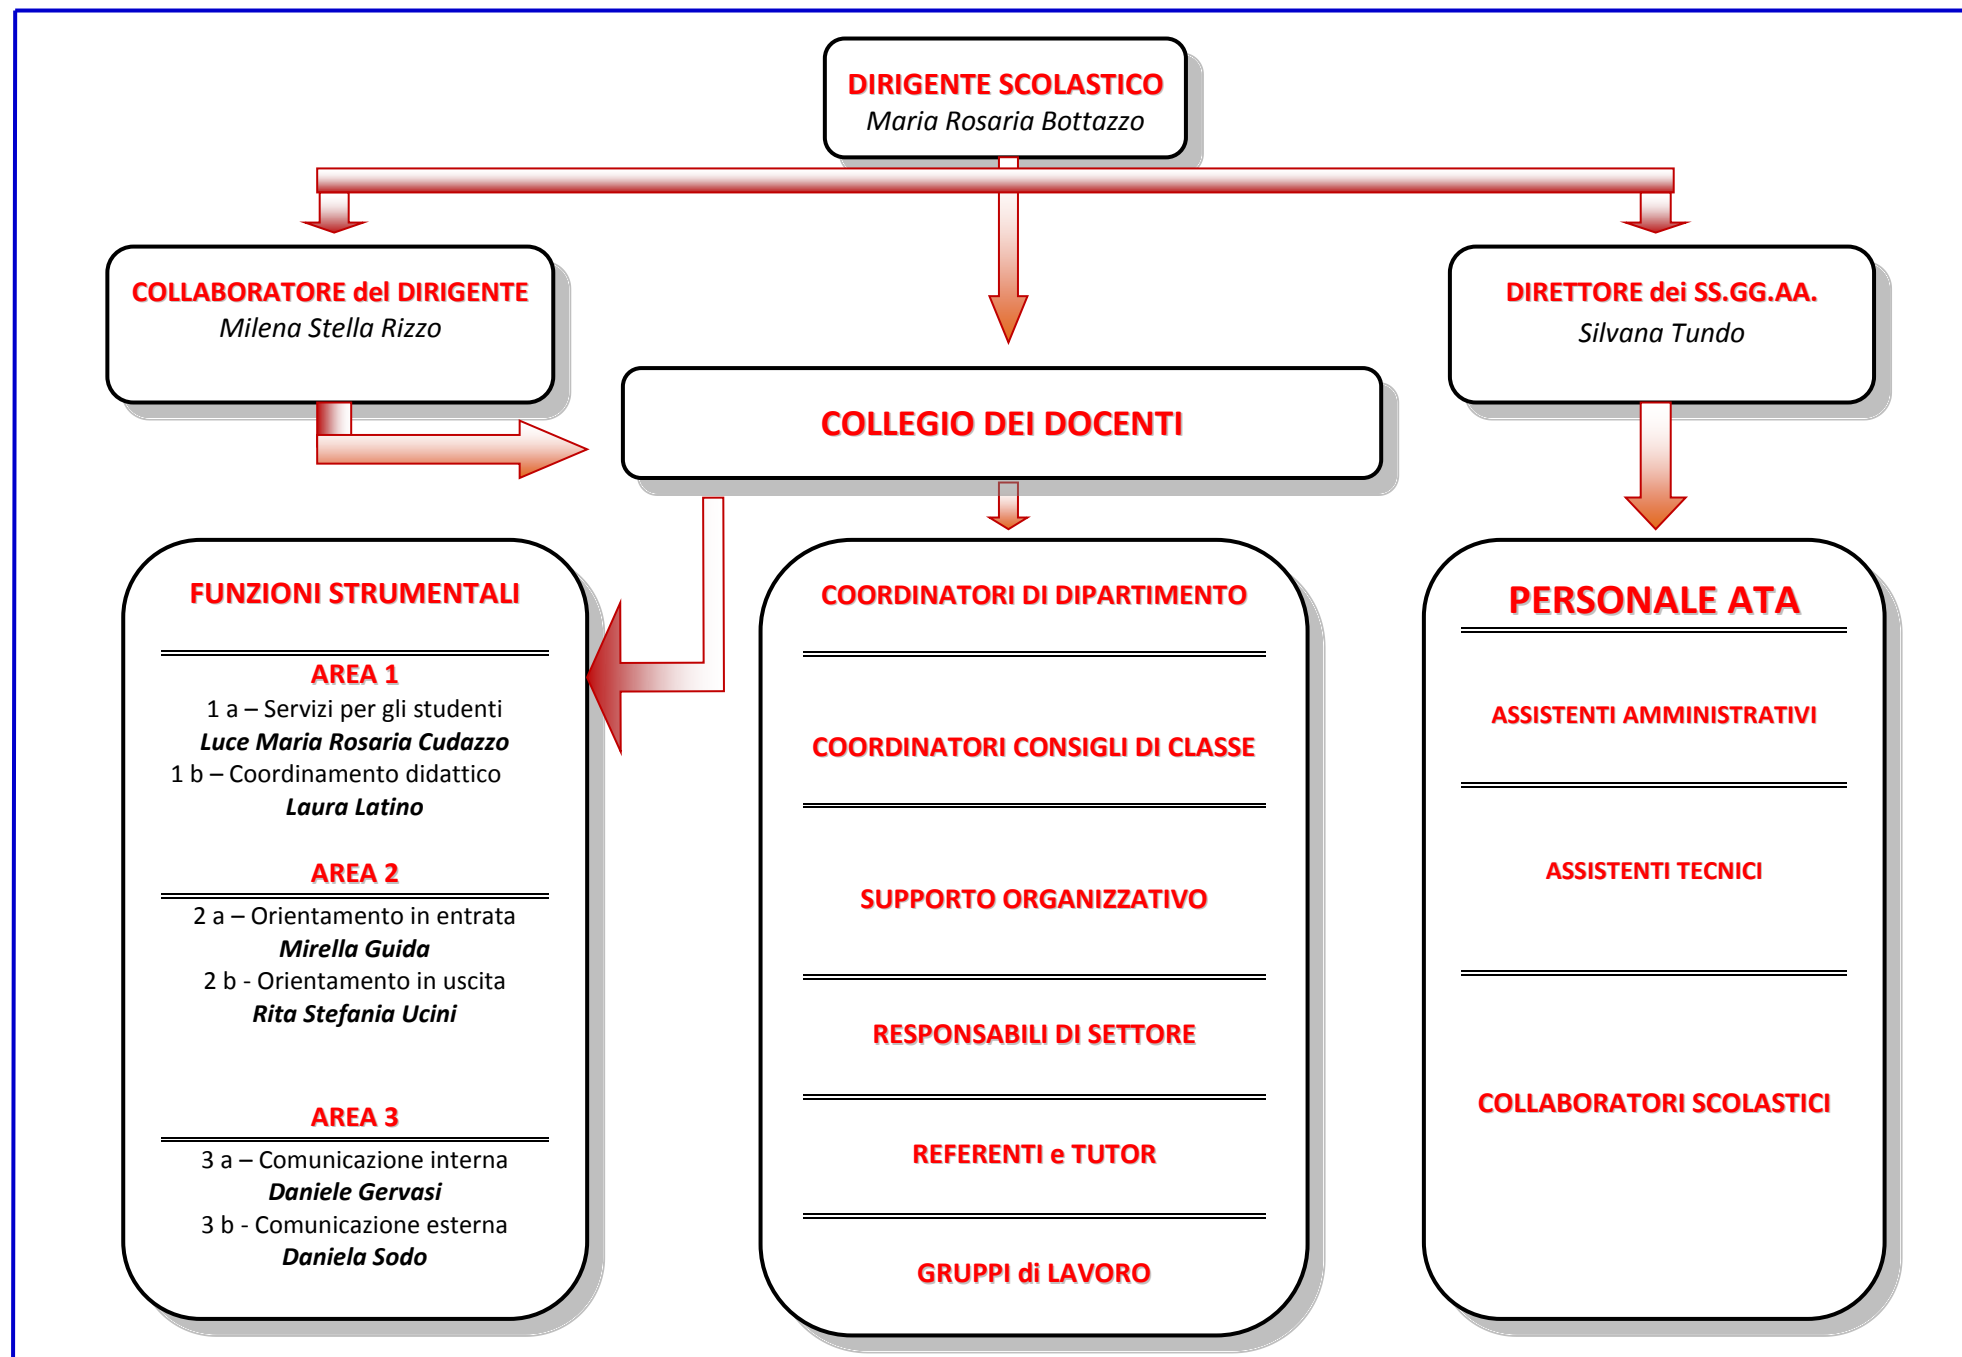 DIRIGENTE SCOLASTICO
Maria Rosaria Bottazzo
COLLABORATORE del DIRIGENTE
Milena Stella Rizzo
DIRETTORE dei SS.GG.AA.
Silvana Tundo
COLLEGIO DEI DOCENTI
FUNZIONI STRUMENTALI
AREA 1
1 a – Servizi per gli studenti
Luce Maria Rosaria Cudazzo
1 b – Coordinamento didattico
Laura Latino
AREA 2
2 a – Orientamento in entrata
Mirella Guida
2 b - Orientamento in uscita
Rita Stefania Ucini
AREA 3
3 a – Comunicazione interna
Daniele Gervasi
3 b - Comunicazione esterna
Daniela Sodo
COORDINATORI DI DIPARTIMENTO
COORDINATORI CONSIGLI DI CLASSE
SUPPORTO ORGANIZZATIVO
RESPONSABILI DI SETTORE
REFERENTI e TUTOR
GRUPPI di LAVORO
PERSONALE ATA
ASSISTENTI AMMINISTRATIVI
ASSISTENTI TECNICI
COLLABORATORI SCOLASTICI